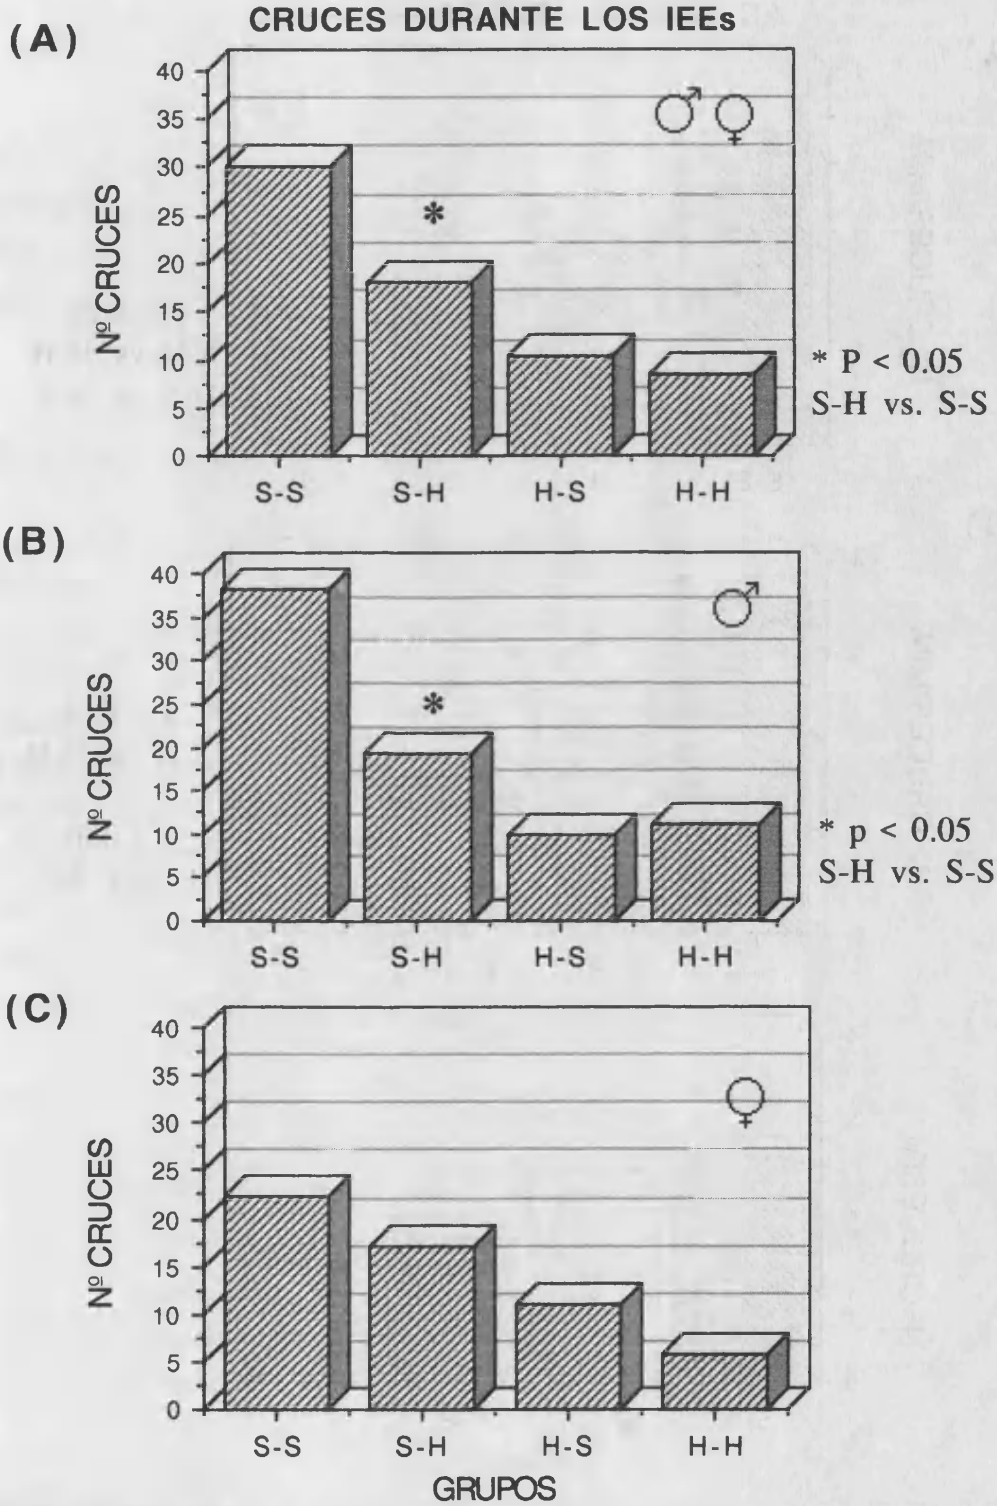 CRUCES DURANTE LOS IEEs
(A)
40
35
30
25
20
15
10
5
0
Nº CRUCES
*
* P < 0.05
S-H vs. S-S
S-S S-H H-S H-H
(B)
40
35
30
25
20
15
10
5
0
Nº CRUCES
*
* p < 0.05
S-H vs. S-S
S-S S-H H-S H-H
(C)
40
35
30
25
20
15
10
5
0
Nº CRUCES
S-S S-H H-S H-H
GRUPOS